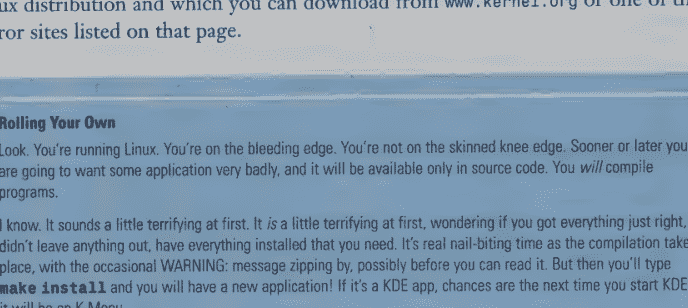 ux distribution and which you can download from www.kernel.org or one of th
ror sites listed on that page.
Rolling Your Own
Look. You're running Linux. You're on the bleeding edge. You're not on the skinned knee edge. Sooner or later you
are going to want some application very badly, and it will be available only in source code. You will compile
programs.
I know. It sounds a little terrifying at first. It is a little terrifying at first, wondering if you got everything just right,
didn't leave anything out, have everything installed that you need. It's real nail-biting time as the compilation take
place, with the occasional WARNING: message zipping by, possibly before you can read it. But then you'll type
make install and you will have a new application! If it's a KDE app, chances are the next time you start KDE
it will be on K Menu